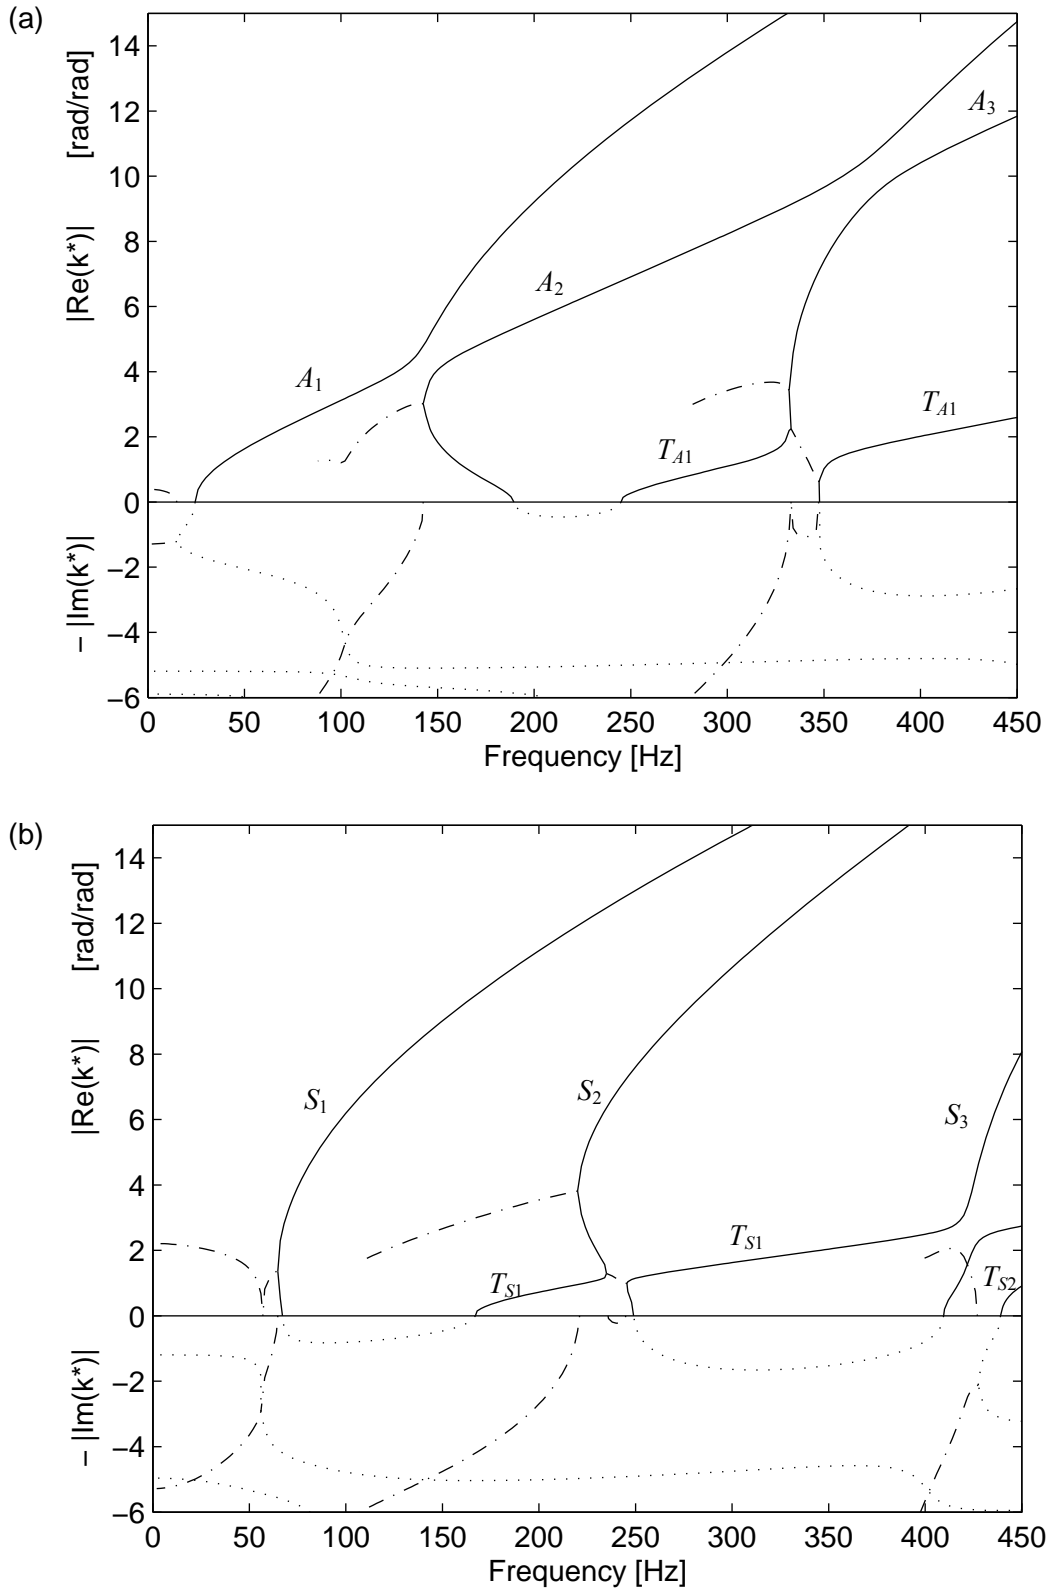 (a)
14
12
10
8
6
4
2
0
−2
−4
−6
|Re(k*)| [rad/rad]
− |Im(k*)|
A1
A2
A3
TA1
TA1
0 50 100 150 200 250 300 350 400 450
Frequency [Hz]
(b)
14
12
10
8
6
4
2
0
−2
−4
−6
|Re(k*)| [rad/rad]
− |Im(k*)|
S1
S2
S3
TS1
TS1
TS2
0 50 100 150 200 250 300 350 400 450
Frequency [Hz]